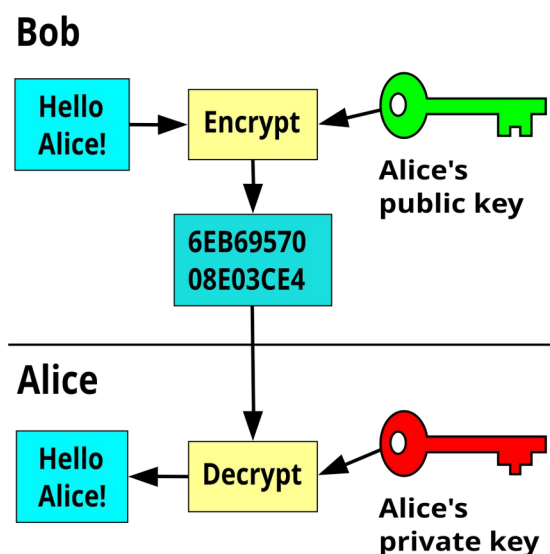 Bob
Hello
Alice!
Encrypt
Alice's
public key
6EB69570
08E03CE4
Alice
Hello
Alice!
Decrypt
Alice's
private key